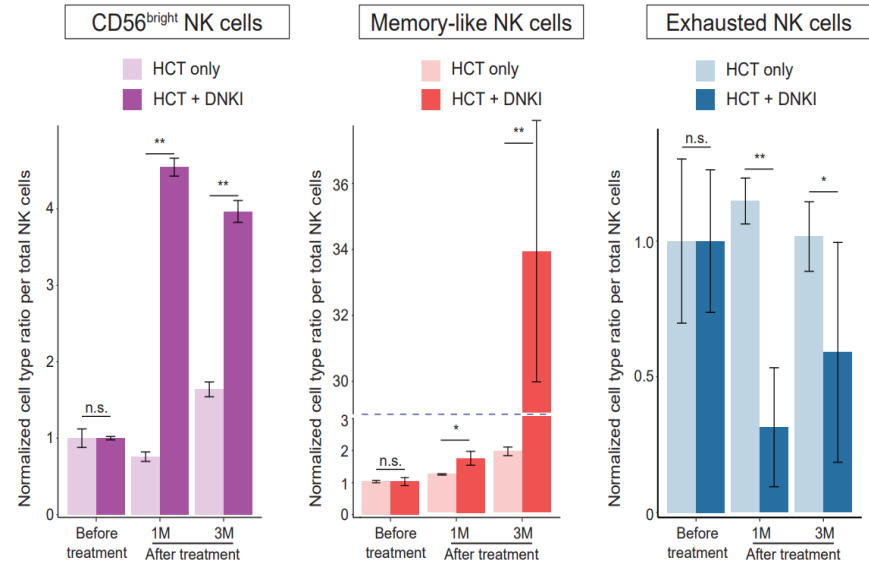 CD56bright NK cells
HCT only
HCT + DNKI
Normalized cell type ratio per total NK cells
4
3
2
1
0
n.s.
**
**
Before
treatment
1M
3M
After treatment
Memory-like NK cells
HCT only
HCT + DNKI
Normalized cell type ratio per total NK cells
36
34
32
30
3
2
1
0
n.s.
*
**
Before
treatment
1M
3M
After treatment
Exhausted NK cells
HCT only
HCT + DNKI
Normalized cell type ratio per total NK cells
1.0
0.5
0
n.s.
**
*
Before
treatment
1M
3M
After treatment